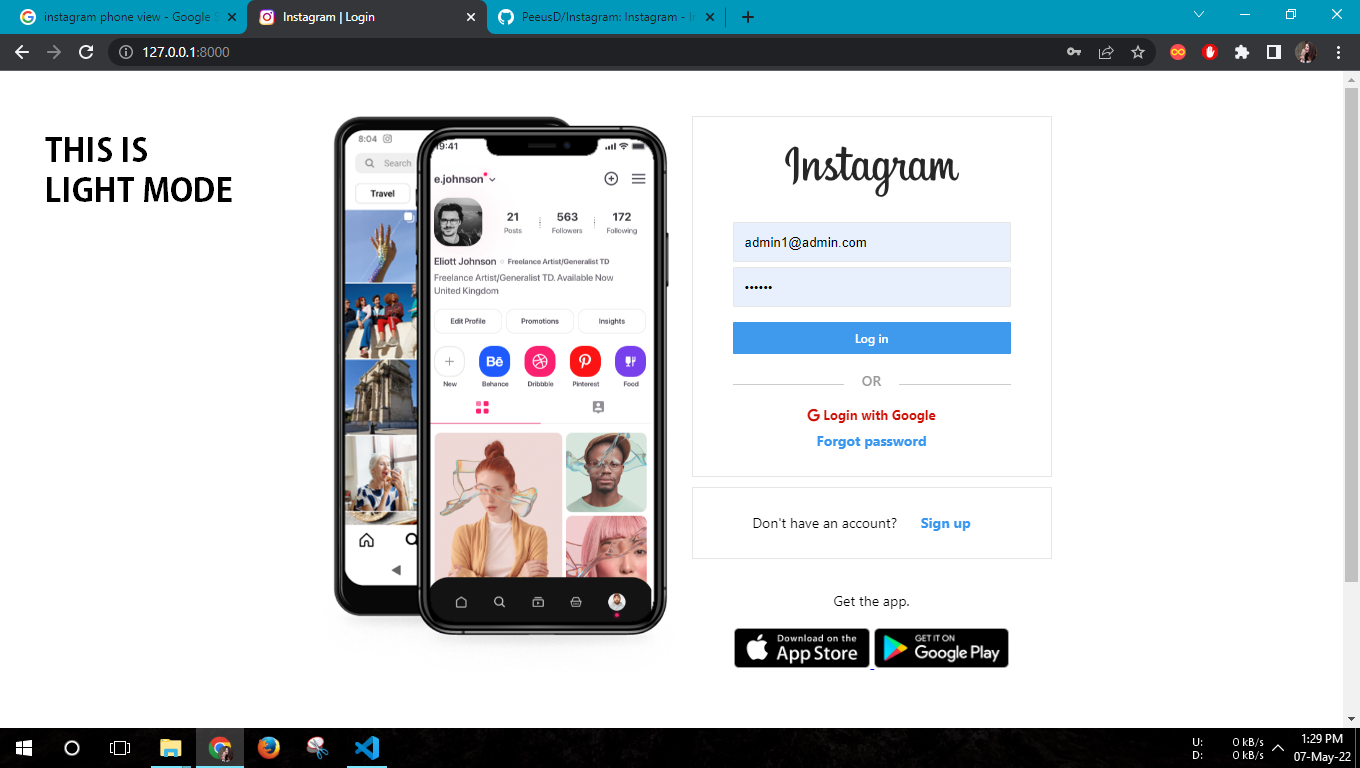 instagram phone view - Google S
Instagram | Login
PeeusD/Instagram: Instagram - In
127.0.0.1:8000
THIS IS
LIGHT MODE
8:04
Search
Travel
19:41
e.johnson
21 563 172
Posts Followers Following
Eliott Johnson Freelance Artist/Generalist TD
Freelance Artist/Generalist TD. Available Now
United Kingdom
Edit Profile Promotions Insights
Bē
New Behance Dribbble Pinterest Food
Instagram
admin1@admin.com
••••••
Log in
OR
G Login with Google
Forgot password
Don't have an account? Sign up
Get the app.
Download on the
App Store
GET IT ON
Google Play
U: 0 kB/s
D: 0 kB/s
1:29 PM
07-May-22